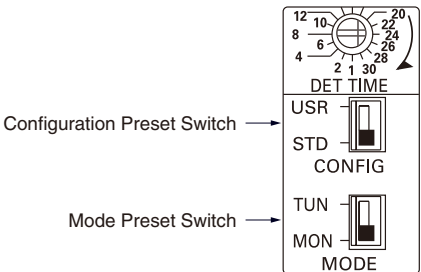 12 10 20
8 22
6 24
4 26
28
2 1 30
DET TIME
USR
Configuration Preset Switch
STD
CONFIG
TUN
Mode Preset Switch
MON
MODE